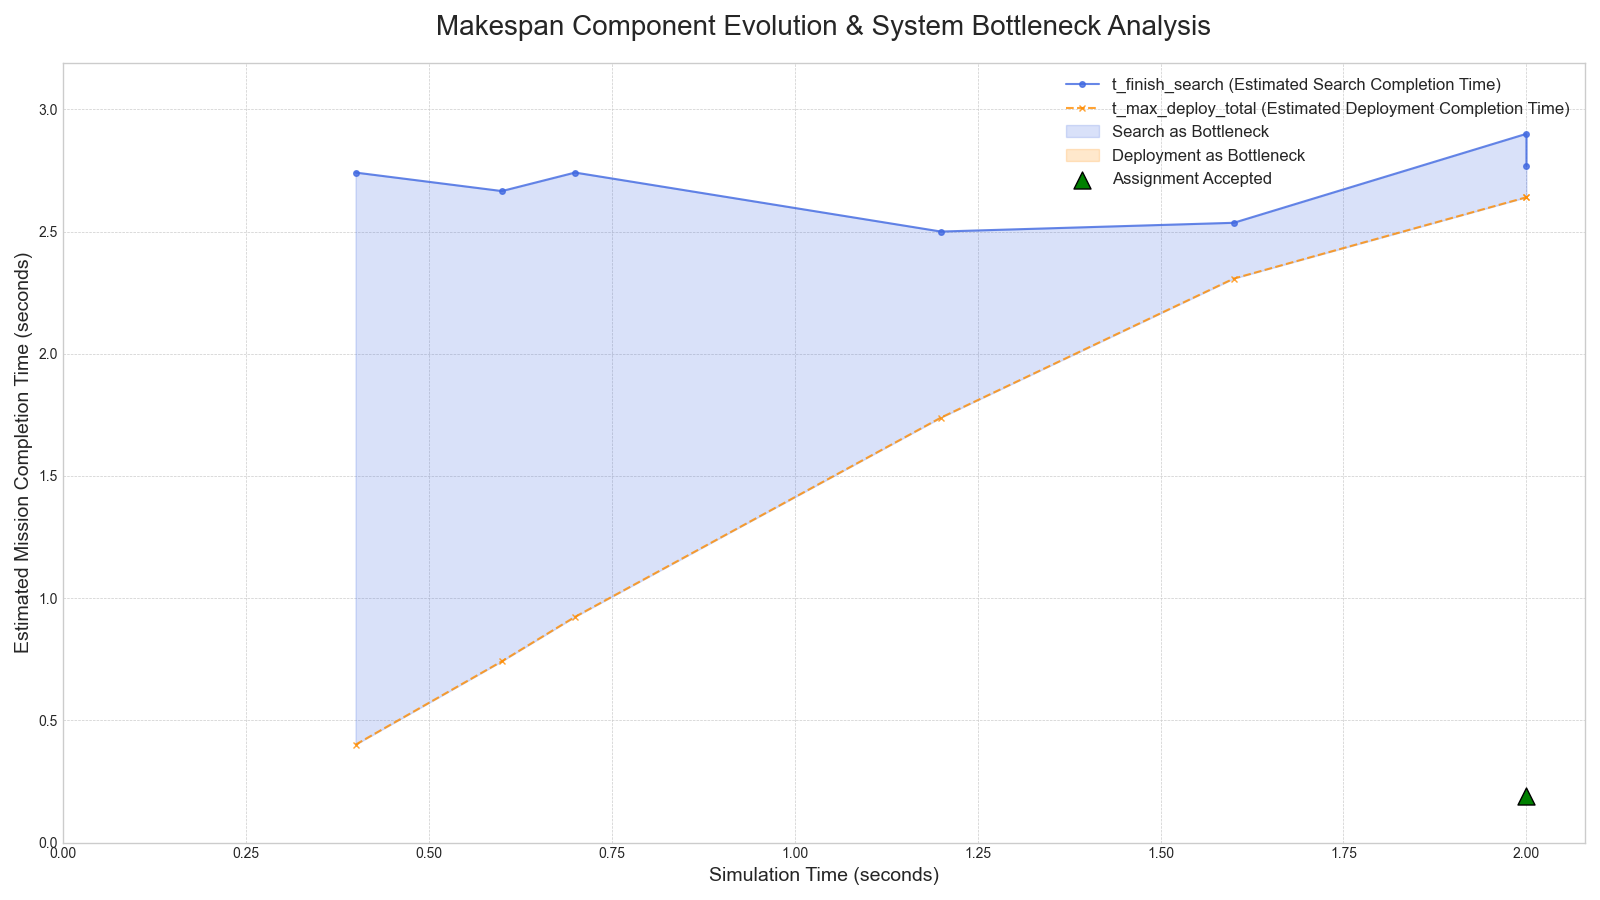 Makespan Component Evolution & System Bottleneck Analysis
t_finish_search (Estimated Search Completion Time)
t_max_deploy_total (Estimated Deployment Completion Time)
Search as Bottleneck
Deployment as Bottleneck
Assignment Accepted
Estimated Mission Completion Time (seconds)
3.0
2.5
2.0
1.5
1.0
0.5
0.0
0.00 0.25 0.50 0.75 1.00 1.25 1.50 1.75 2.00
Simulation Time (seconds)